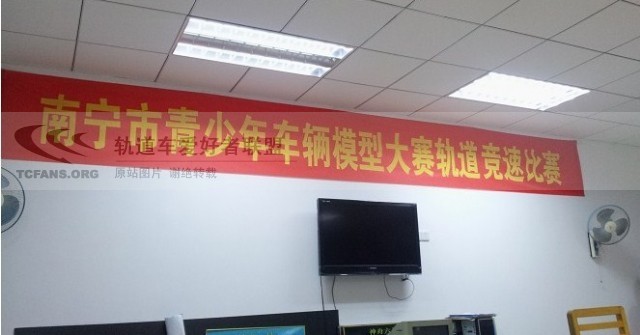 南宁市青少年车辆模型大赛轨道竞速比赛
轨道车爱好者联盟
TCFANS.ORG
原站图片 谢绝转载